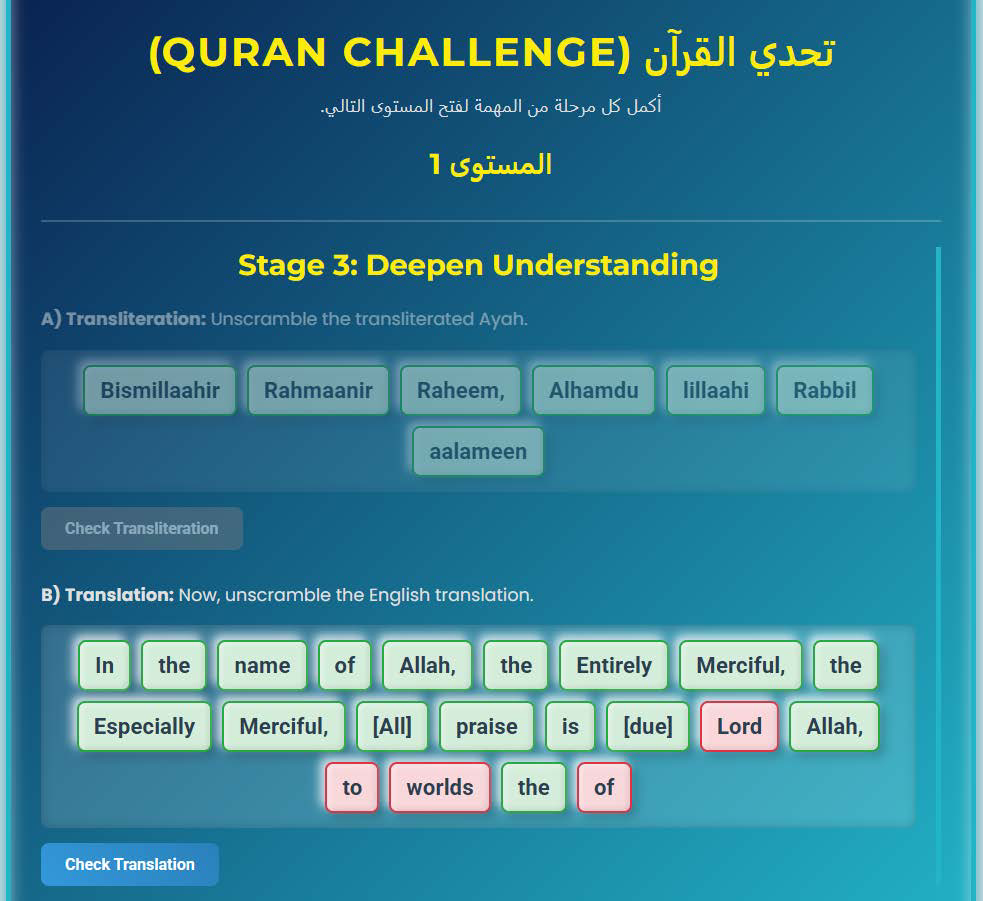 تحدي القرآن (QURAN CHALLENGE)
أكمل كل مرحلة من المهمة لفتح المستوى التالي.
المستوى 1
Stage 3: Deepen Understanding
A) Transliteration: Unscramble the transliterated Ayah.
Bismillaahir Rahmaanir Raheem, Alhamdu lillaahi Rabbil
aalameen
Check Transliteration
B) Translation: Now, unscramble the English translation.
In the name of Allah, the Entirely Merciful, the
Especially Merciful, [All] praise is [due] Lord Allah,
to worlds the of
Check Translation